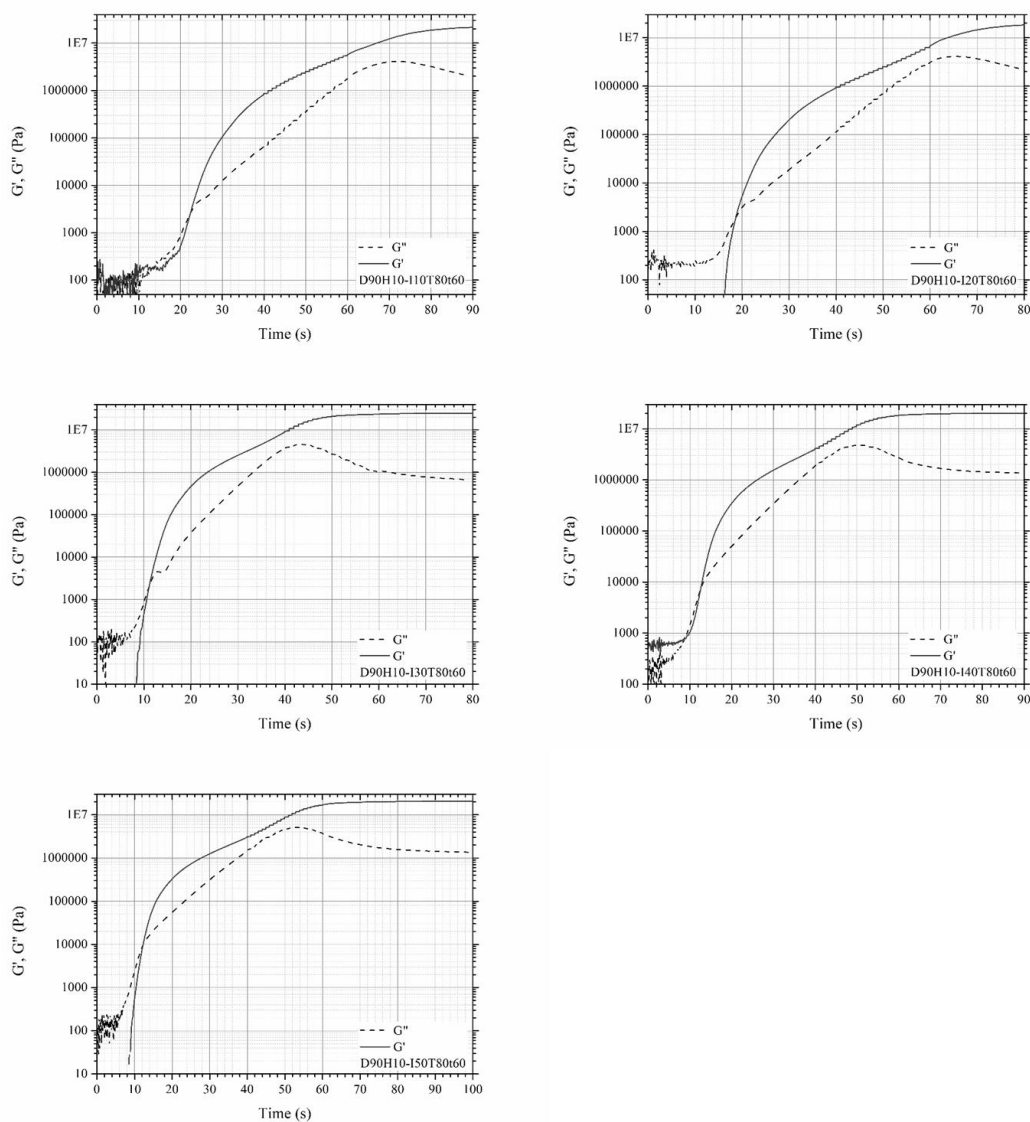 G', G" (Pa)
1E7
1000000
100000
10000
1000
100
0 10 20 30 40 50 60 70 80 90
Time (s)
G"
G'
D90H10-I10T80t60
G', G" (Pa)
1E7
1000000
100000
10000
1000
100
0 10 20 30 40 50 60 70 80
Time (s)
G"
G'
D90H10-I20T80t60
G', G" (Pa)
1E7
1000000
100000
10000
1000
100
10
0 10 20 30 40 50 60 70 80
Time (s)
G"
G'
D90H10-I30T80t60
G', G" (Pa)
1E7
1000000
100000
10000
1000
100
0 10 20 30 40 50 60 70 80 90
Time (s)
G"
G'
D90H10-I40T80t60
G', G" (Pa)
1E7
1000000
100000
10000
1000
100
10
0 10 20 30 40 50 60 70 80 90 100
Time (s)
G"
G'
D90H10-I50T80t60